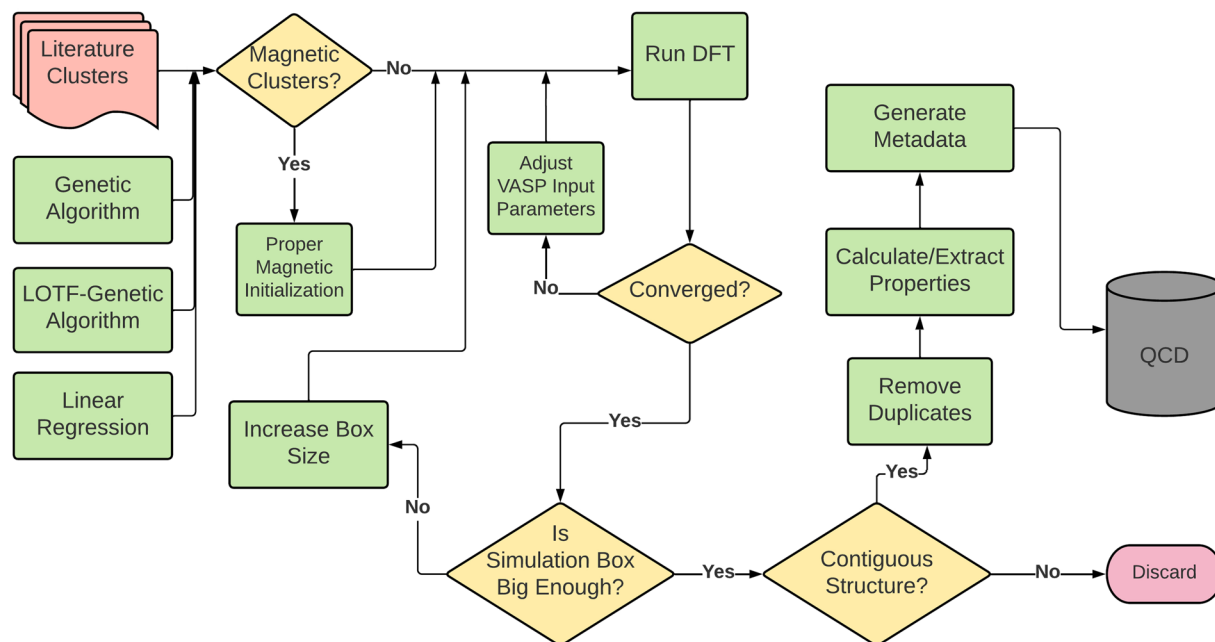 Literature
Clusters
Magnetic
Clusters?
No
Run DFT
Generate
Metadata
Yes
Adjust
VASP Input
Parameters
Genetic
Algorithm
Proper
Magnetic
Initialization
No
Converged?
Calculate/Extract
Properties
LOTF-Genetic
Algorithm
QCD
Linear
Regression
Increase Box
Size
Yes
Remove
Duplicates
No
Yes
Is
Simulation Box
Big Enough?
Yes
Contiguous
Structure?
No
Discard